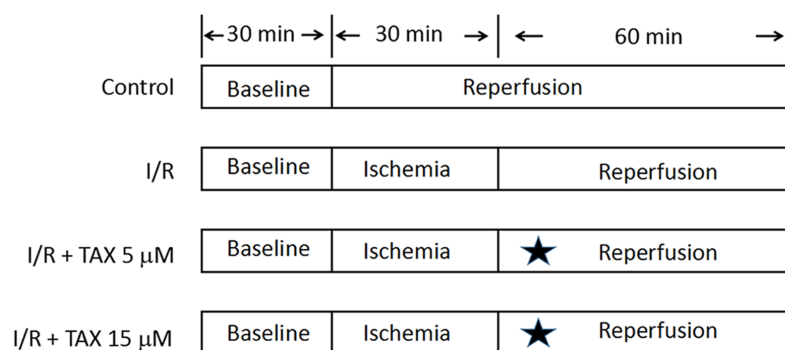 30 min 30 min 60 min
Control Baseline Reperfusion
I/R Baseline Ischemia Reperfusion
I/R + TAX 5 μM Baseline Ischemia Reperfusion
I/R + TAX 15 μM Baseline Ischemia Reperfusion